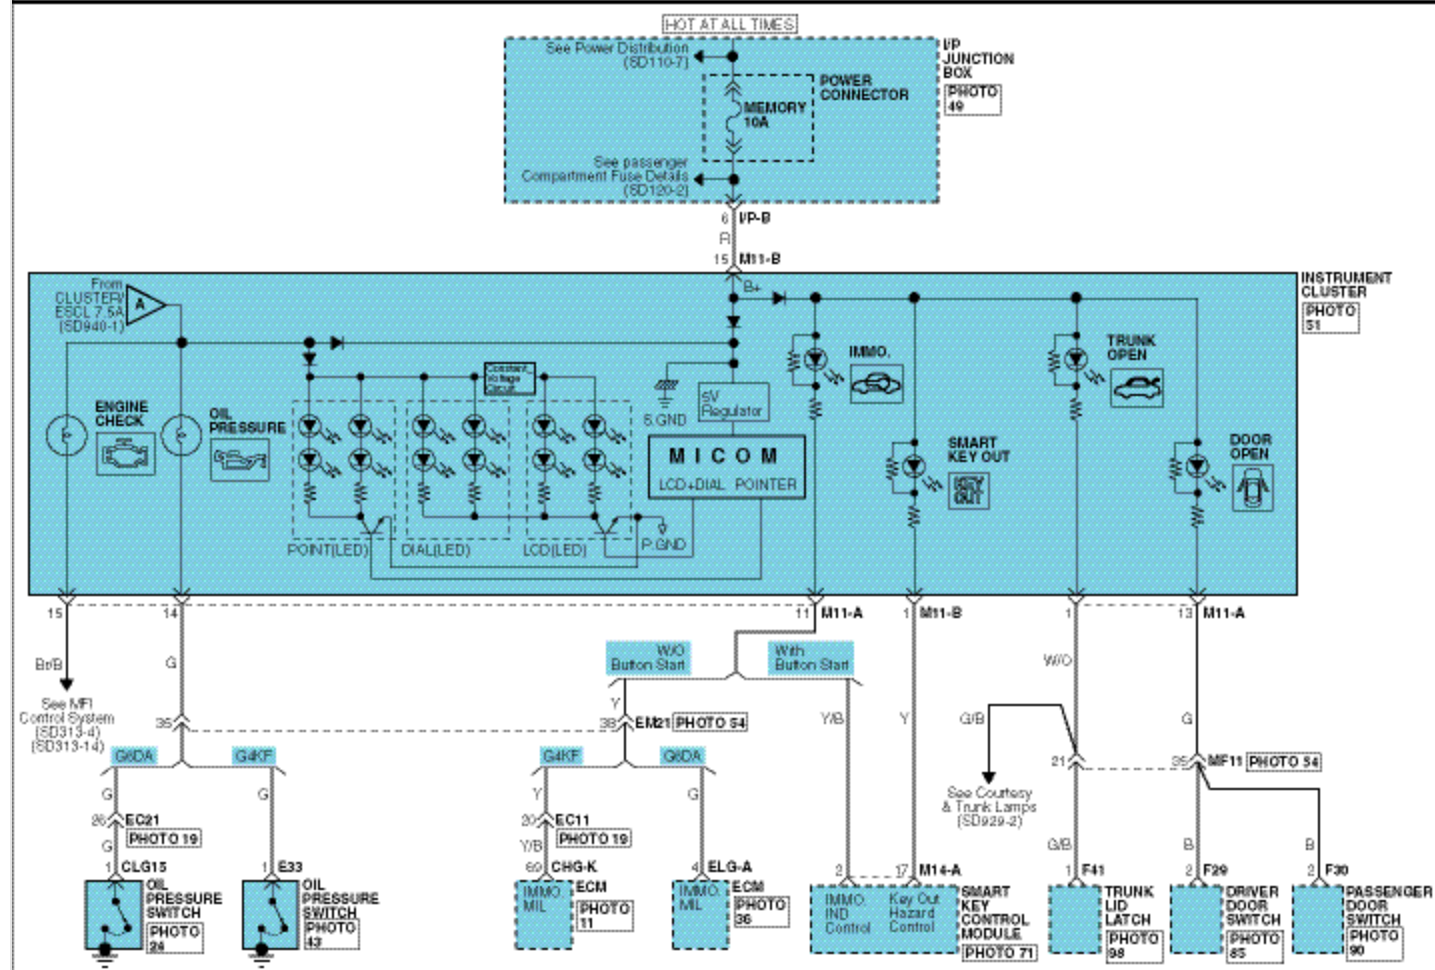 HOT AT ALL TIMES
See Power Distribution
(SD110-7)
I/P
JUNCTION
BOX
PHOTO
49
POWER
CONNECTOR
MEMORY
10A
See passenger
Compartment Fuse Details
(SD120-2)
6 I/P-B
R
15 M11-B
B+
INSTRUMENT
CLUSTER
PHOTO
51
From
CLUSTER/
ESCL 7.5A
(SD940-1)
A
ENGINE
CHECK
OIL
PRESSURE
Constant
Voltage
Circuit
S.GND
5V
Regulator
MICOM
LCD+DIAL POINTER
IMMO.
TRUNK
OPEN
SMART
KEY OUT
KEY
OUT
DOOR
OPEN
POINT(LED)
DIAL(LED)
LCD(LED)
P.GND
15
14
11 M11-A
1 M11-B
1
13 M11-A
Br/B
See MFI
Control System
(SD313-4)
(SD313-14)
G
W/O
Button Start
With
Button Start
Y
Y/B
Y
W/O
G/B
G
35
38 EM21 PHOTO 54
G6DA
G4KF
G4KF
G6DA
21
35 MF11 PHOTO 54
See Courtesy
& Trunk Lamps
(SD929-2)
G
G
Y
G
26 EC21
PHOTO 19
20 EC11
PHOTO 19
G
Y/B
G/B
B
B
1 CLG15
1 E33
69 CHG-K
4 ELG-A
2
17 M14-A
1 F41
2 F29
2 F30
OIL
PRESSURE
SWITCH
PHOTO
24
OIL
PRESSURE
SWITCH
PHOTO
43
IMMO.
MIL
ECM
PHOTO
11
IMMO.
MIL
ECM
PHOTO
36
IMMO.
IND
Control
Key Out
Hazard
Control
SMART
KEY
CONTROL
MODULE
PHOTO 71
TRUNK
LID
LATCH
PHOTO
98
DRIVER
DOOR
SWITCH
PHOTO
85
PASSENGER
DOOR
SWITCH
PHOTO
90